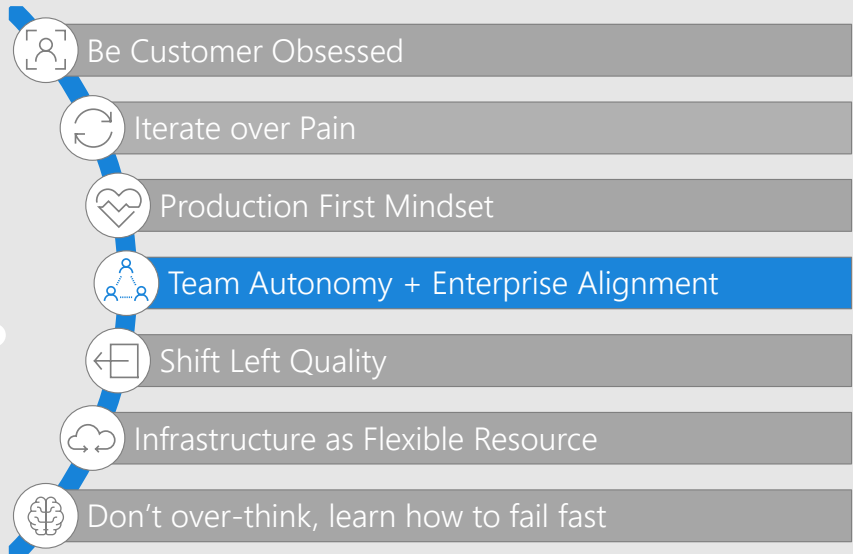 Be Customer Obsessed
Iterate over Pain
Production First Mindset
Team Autonomy + Enterprise Alignment
Shift Left Quality
Infrastructure as Flexible Resource
Don’t over-think, learn how to fail fast